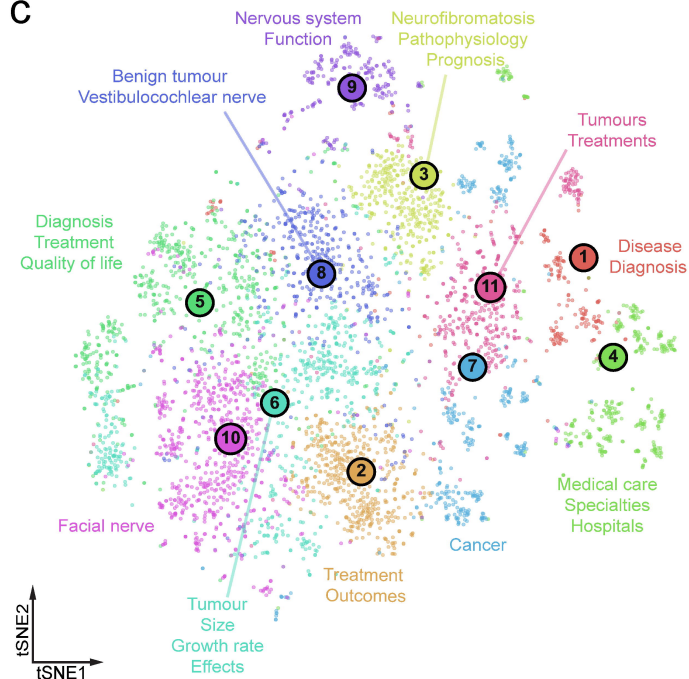 C
Nervous system
Function
Neurofibromatosis
Pathophysiology
Prognosis
Benign tumour
Vestibulocochlear nerve
9
Tumours
Treatments
3
Diagnosis
Treatment
Quality of life
Disease
Diagnosis
1
8
11
5
4
7
6
10
2
Medical care
Specialties
Hospitals
Facial nerve
Cancer
Treatment
Outcomes
Tumour
Size
Growth rate
Effects
tSNE2
tSNE1